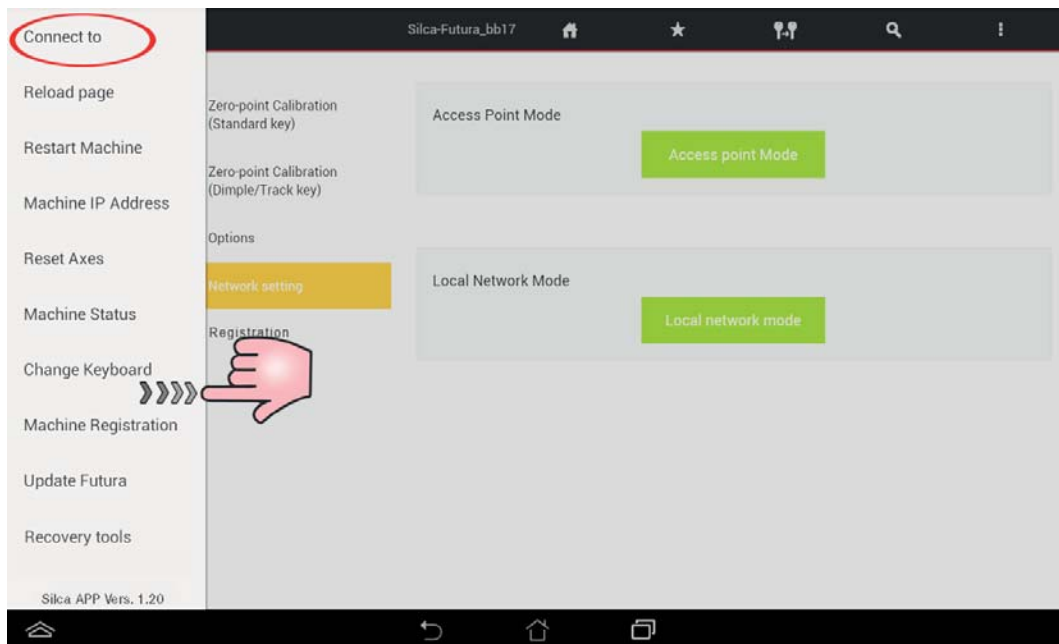 Connect to
Reload page
Restart Machine
Machine IP Address
Reset Axes
Machine Status
Change Keyboard
Machine Registration
Update Futura
Recovery tools
Silca APP Vers. 1.20
Silca-Futura_bb17
Zero-point Calibration
(Standard key)
Zero-point Calibration
(Dimple/Track key)
Options
Network setting
Registration
Access Point Mode
Access point Mode
Local Network Mode
Local network mode